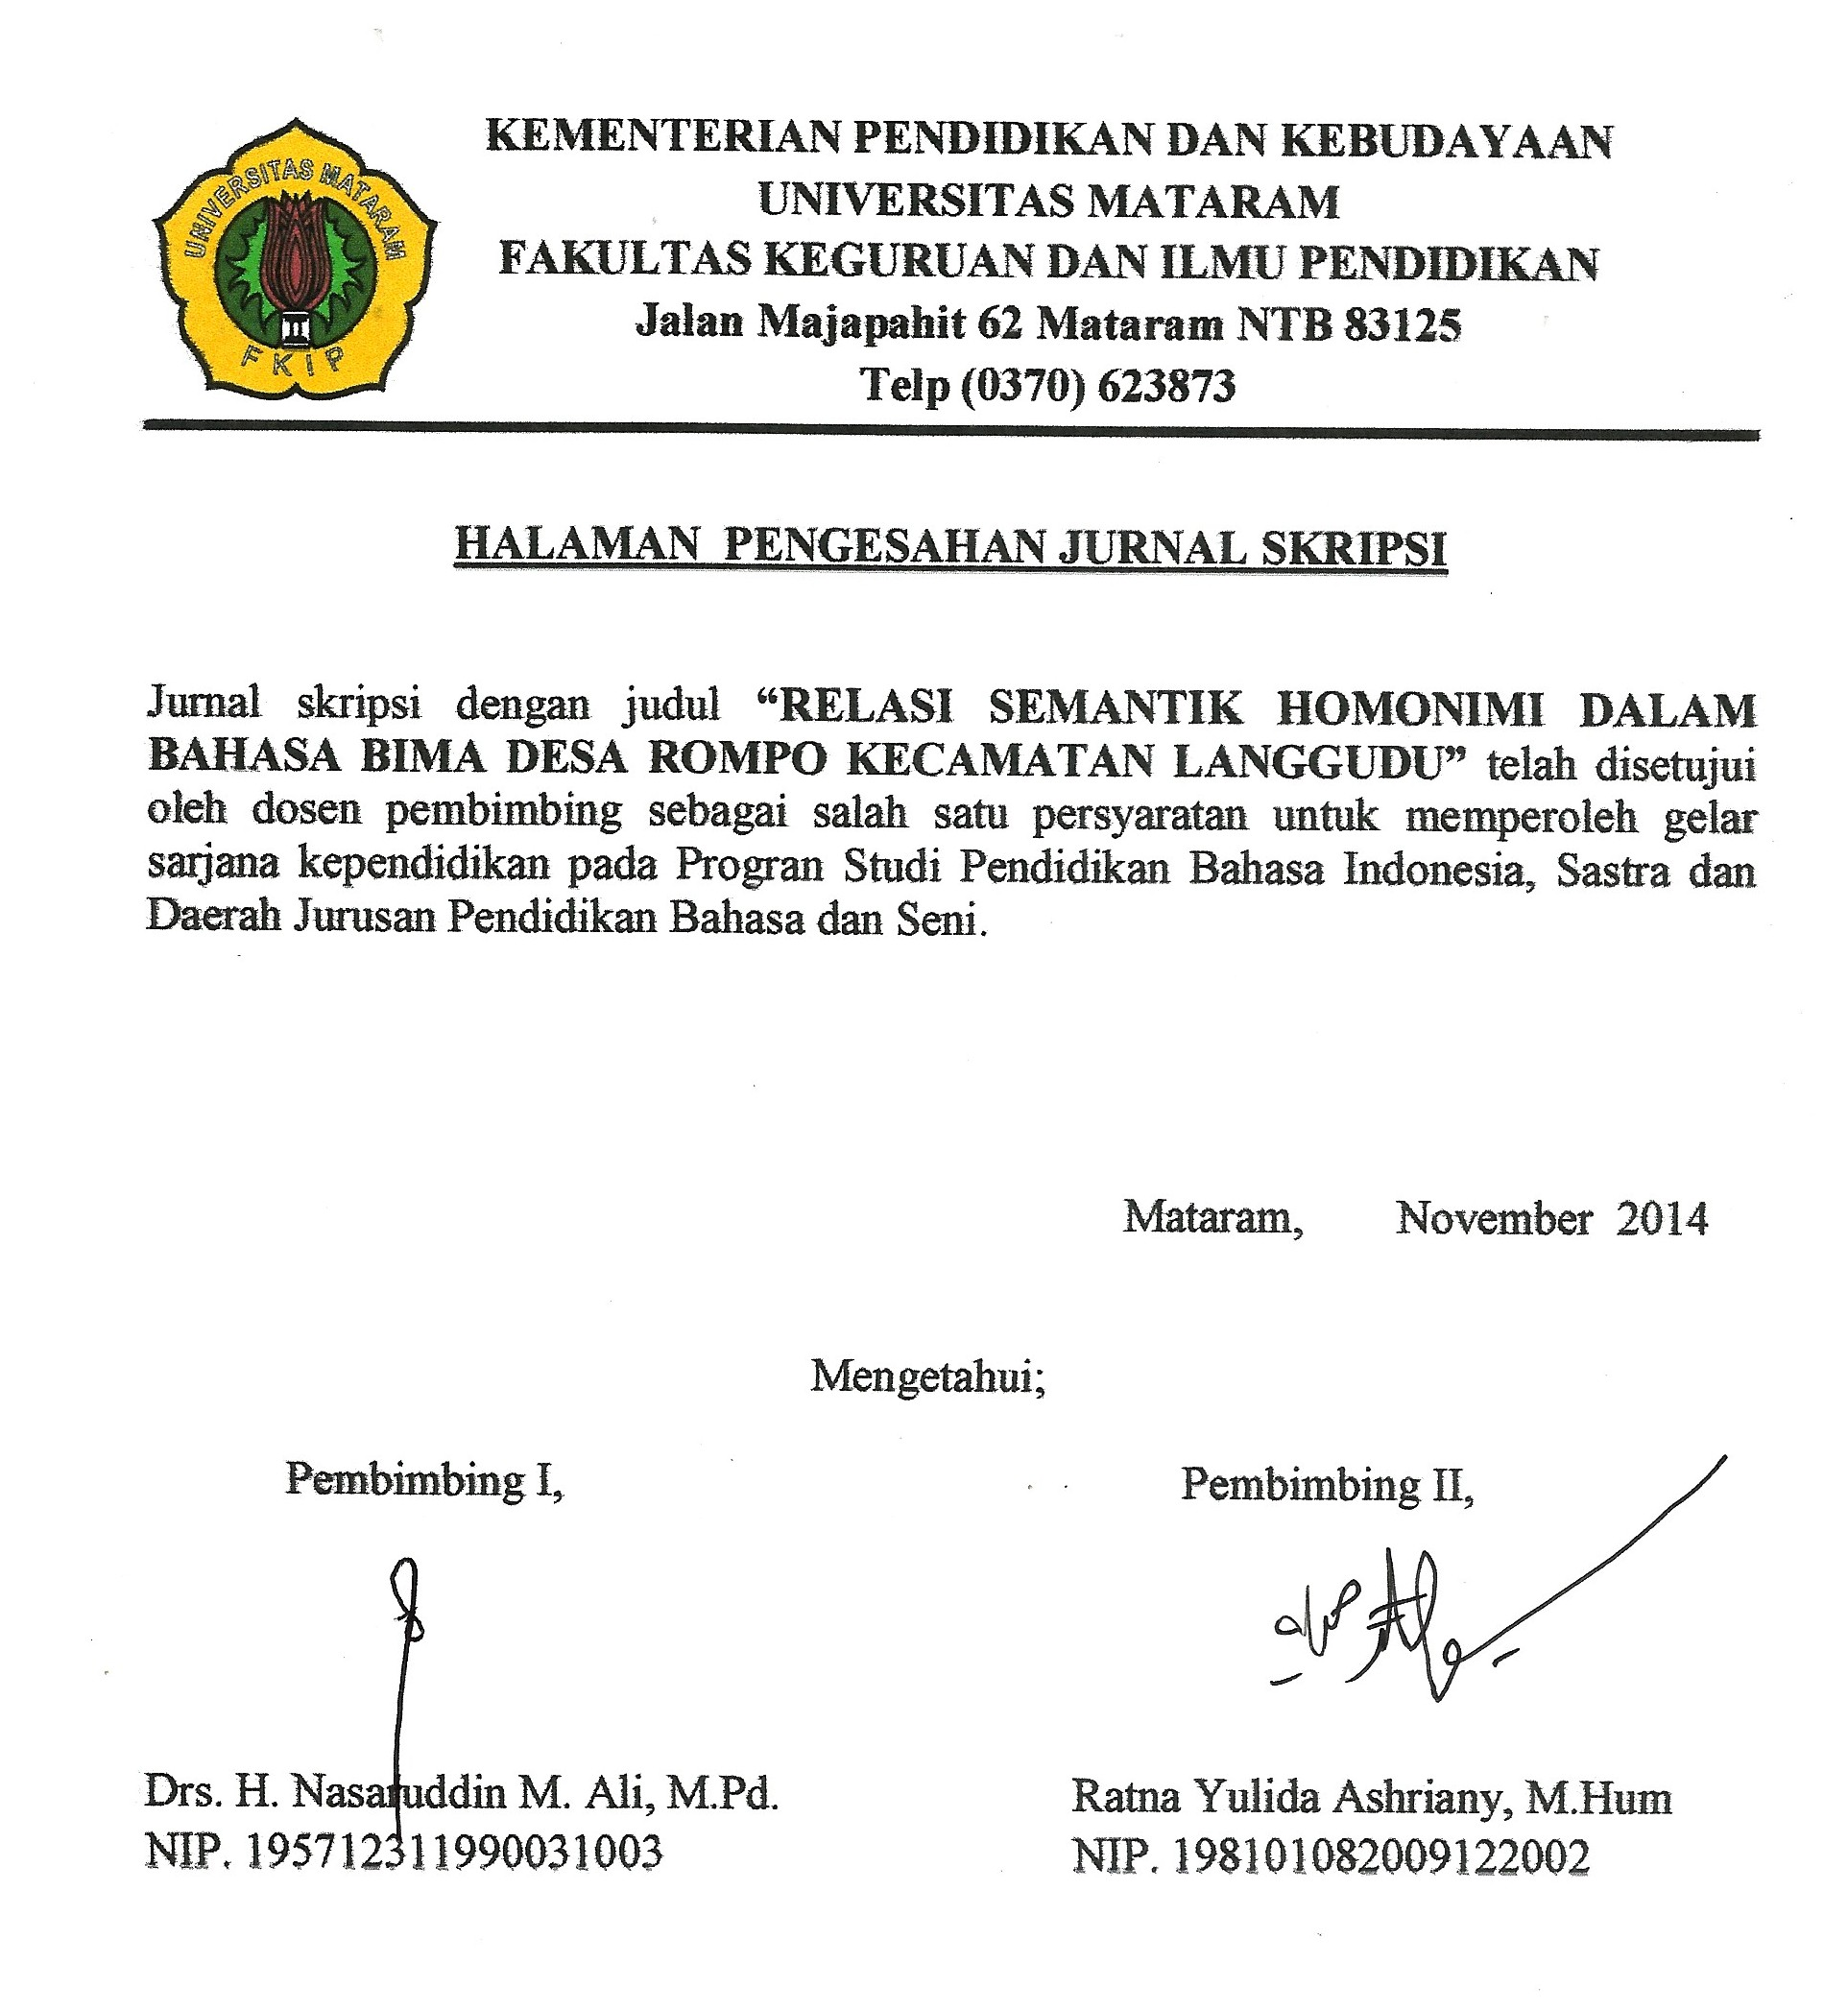 UNIVERSITAS MATARAM
FKIP
KEMENTERIAN PENDIDIKAN DAN KEBUDAYAAN
UNIVERSITAS MATARAM
FAKULTAS KEGURUAN DAN ILMU PENDIDIKAN
Jalan Majapahit 62 Mataram NTB 83125
Telp (0370) 623873
HALAMAN PENGESAHAN JURNAL SKRIPSI
Jurnal skripsi dengan judul “RELASI SEMANTIK HOMONIMI DALAM
BAHASA BIMA DESA ROMPO KECAMATAN LANGGUDU” telah disetujui
oleh dosen pembimbing sebagai salah satu persyaratan untuk memperoleh gelar
sarjana kependidikan pada Progran Studi Pendidikan Bahasa Indonesia, Sastra dan
Daerah Jurusan Pendidikan Bahasa dan Seni.
Mataram, November 2014
Mengetahui;
Pembimbing I, Pembimbing II,
Drs. H. Nasaruddin M. Ali, M.Pd. Ratna Yulida Ashriany, M.Hum
NIP. 195712311990031003 NIP. 198101082009122002